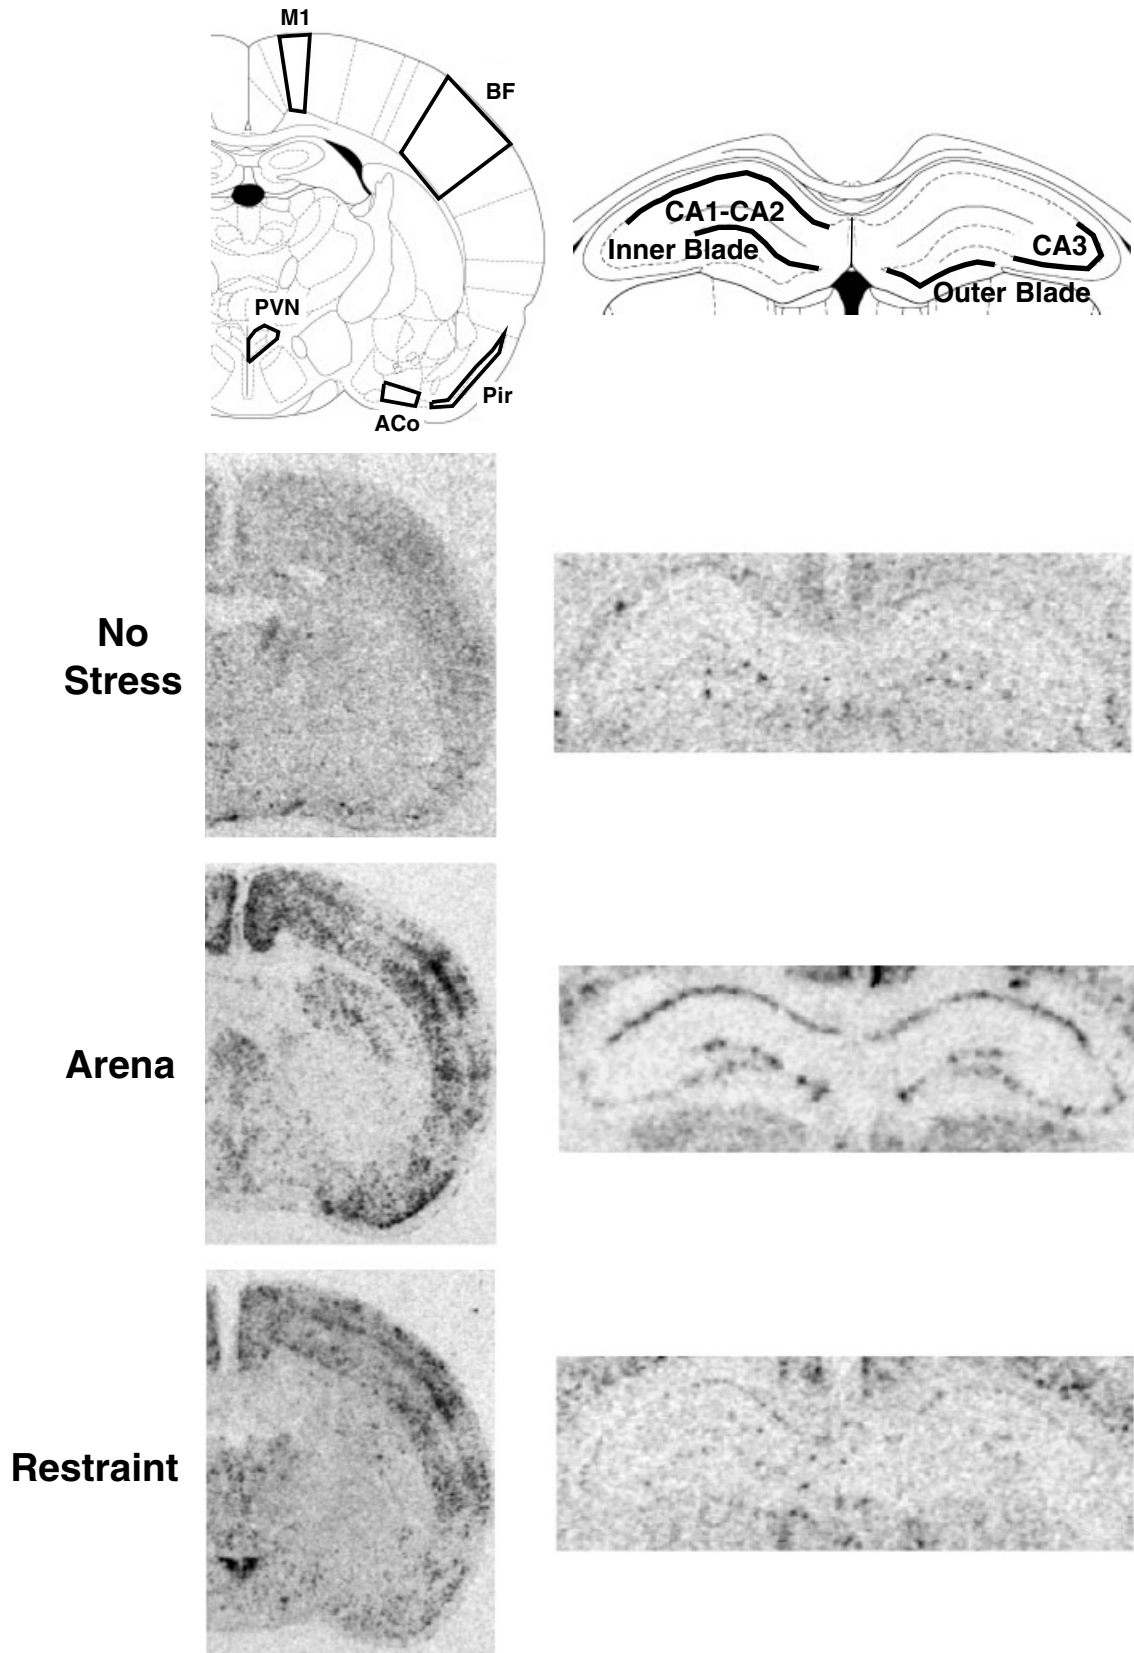 M1
BF
PVN
Pir
ACo
CA1-CA2
Inner Blade
CA3
Outer Blade
No
Stress
Arena
Restraint